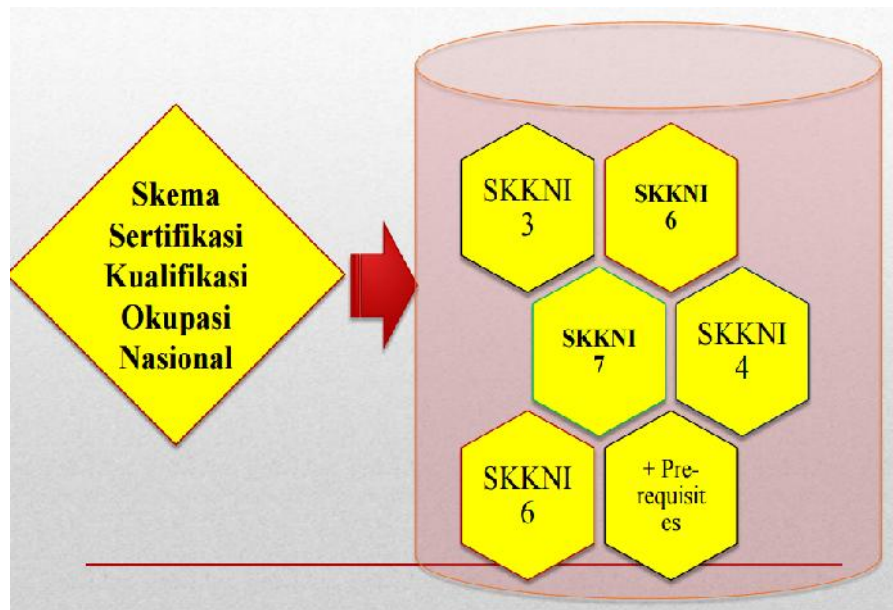 Skema
Sertifikasi
Kualifikasi
Okupasi
Nasional
SKKNI
3
SKKNI
6
SKKNI
7
SKKNI
4
SKKNI
6
+ Pre-
requisit
es